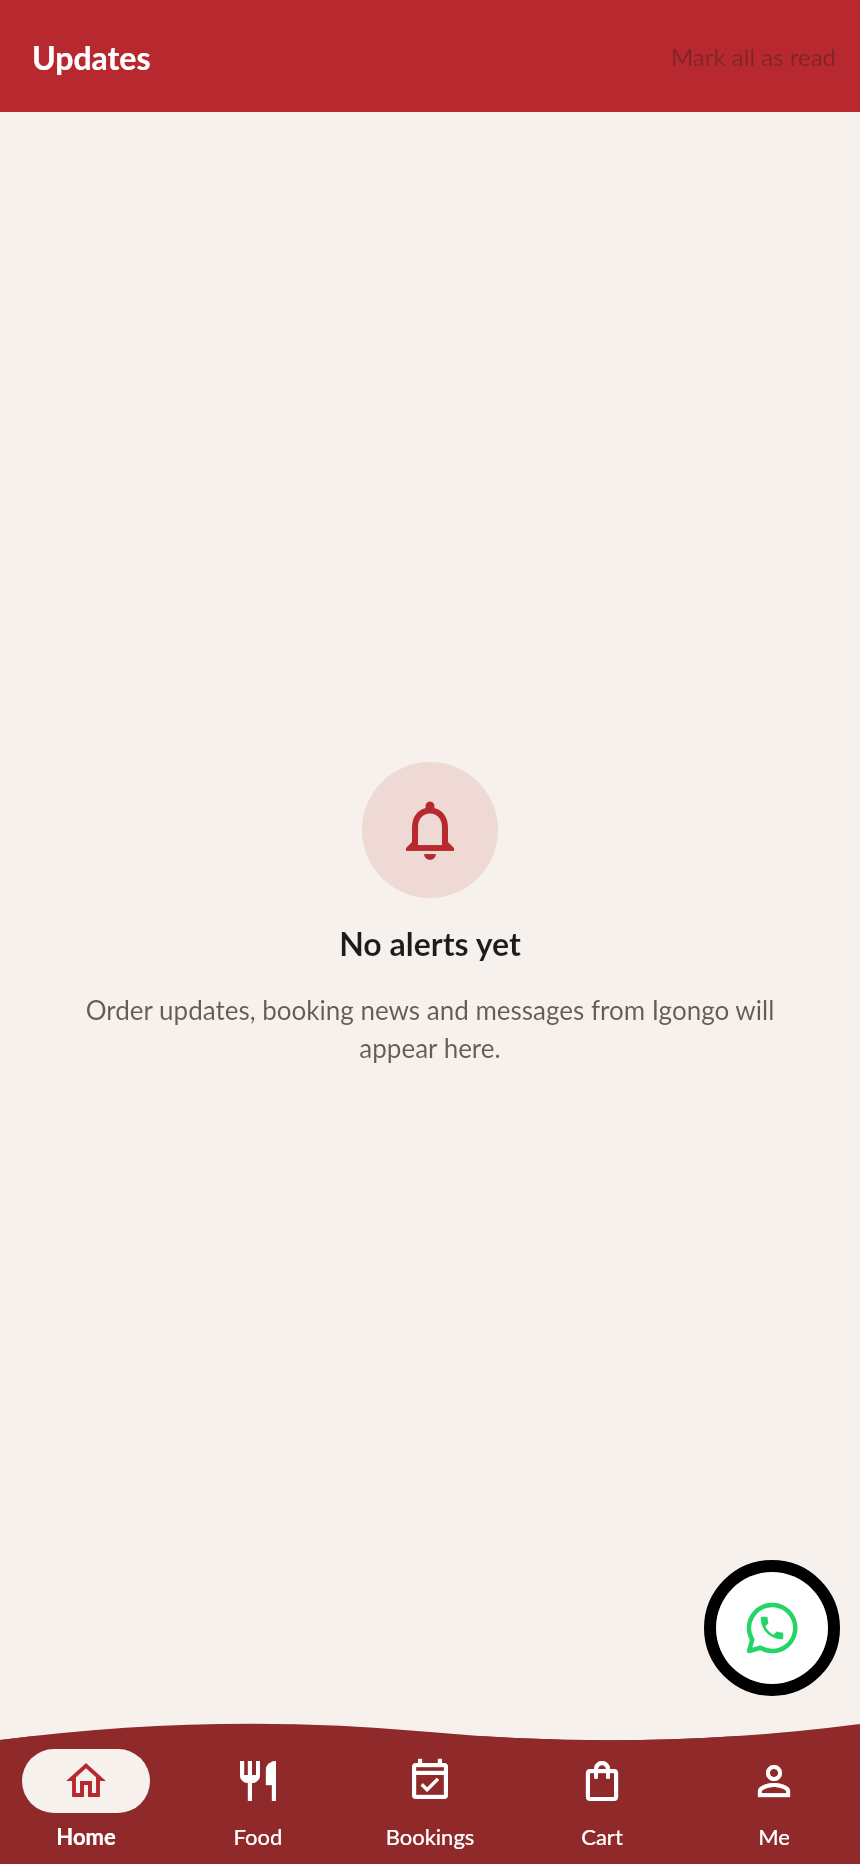 Updates
Mark all as read
No alerts yet
Order updates, booking news and messages from Igongo will
appear here.
Home
Food
Bookings
Cart
Me